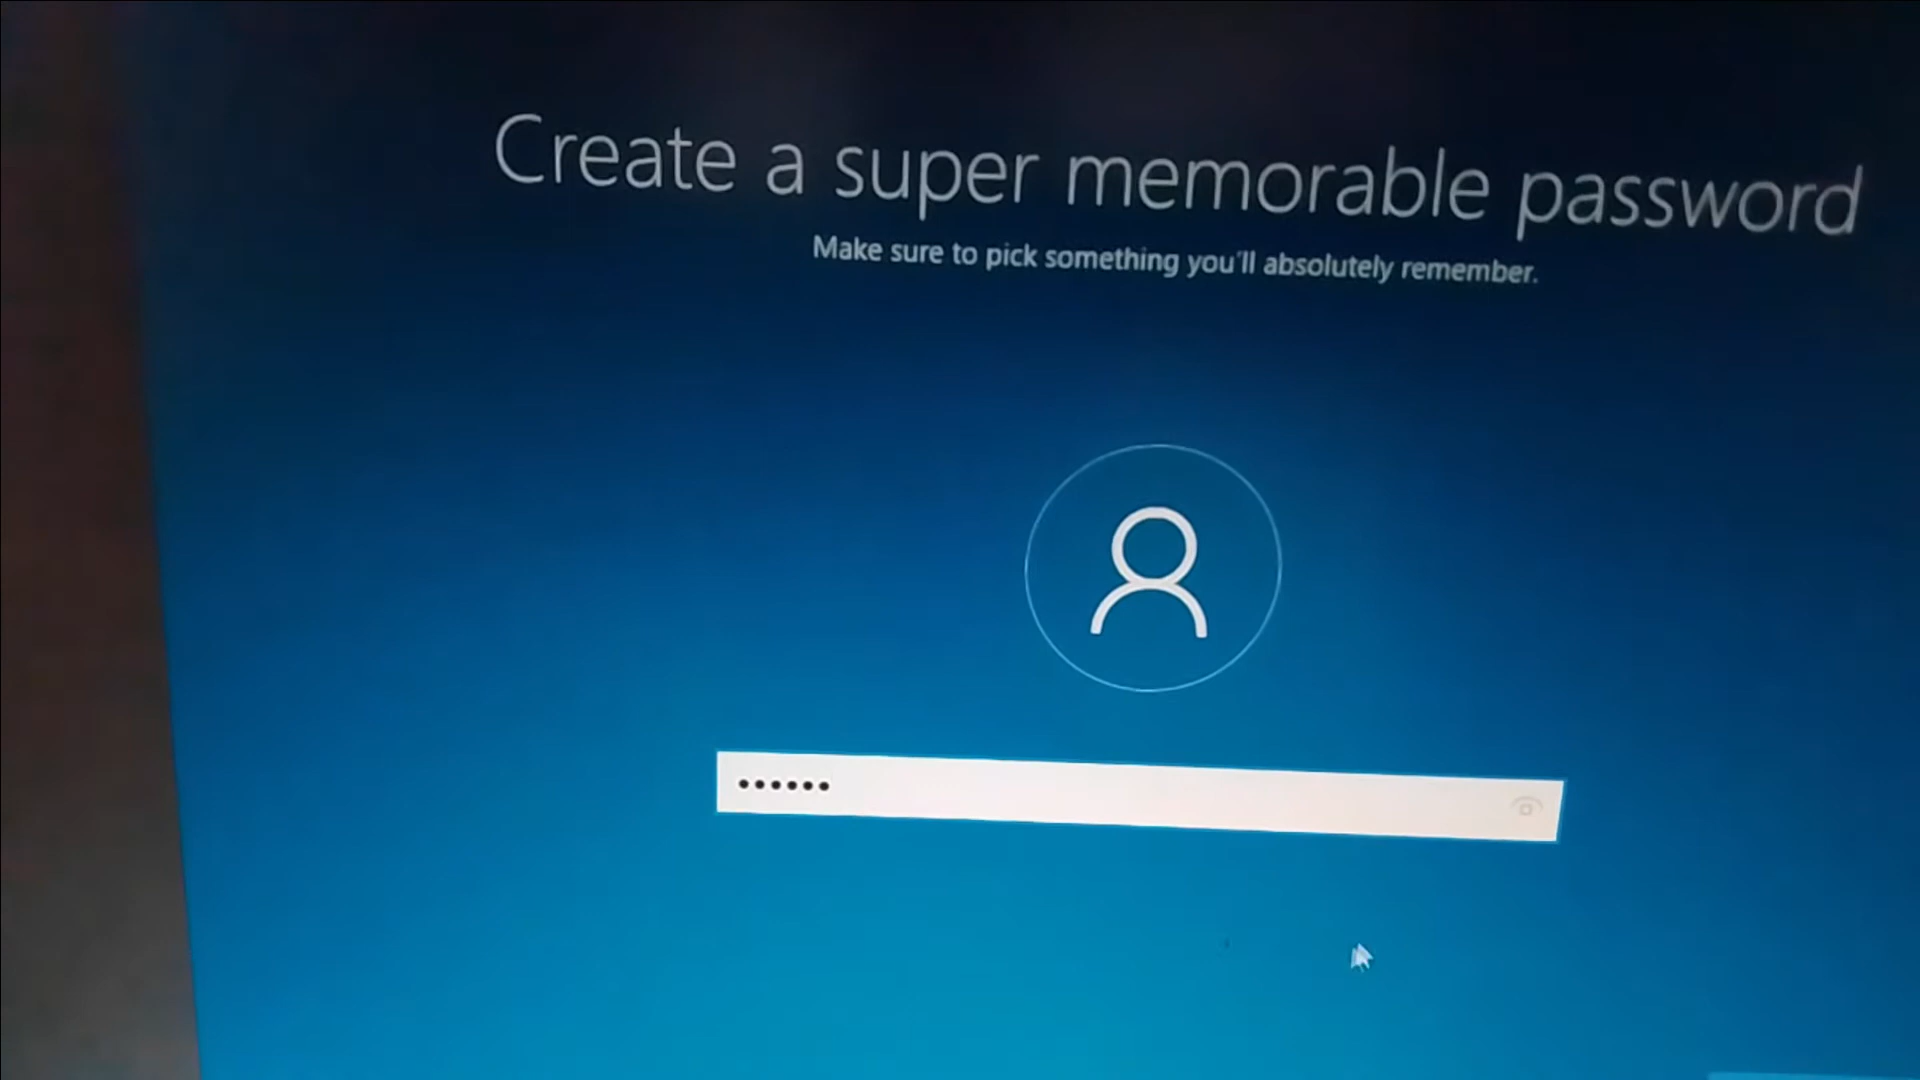 Create a super memorable password
Make sure to pick something you'll absolutely remember.
••••••